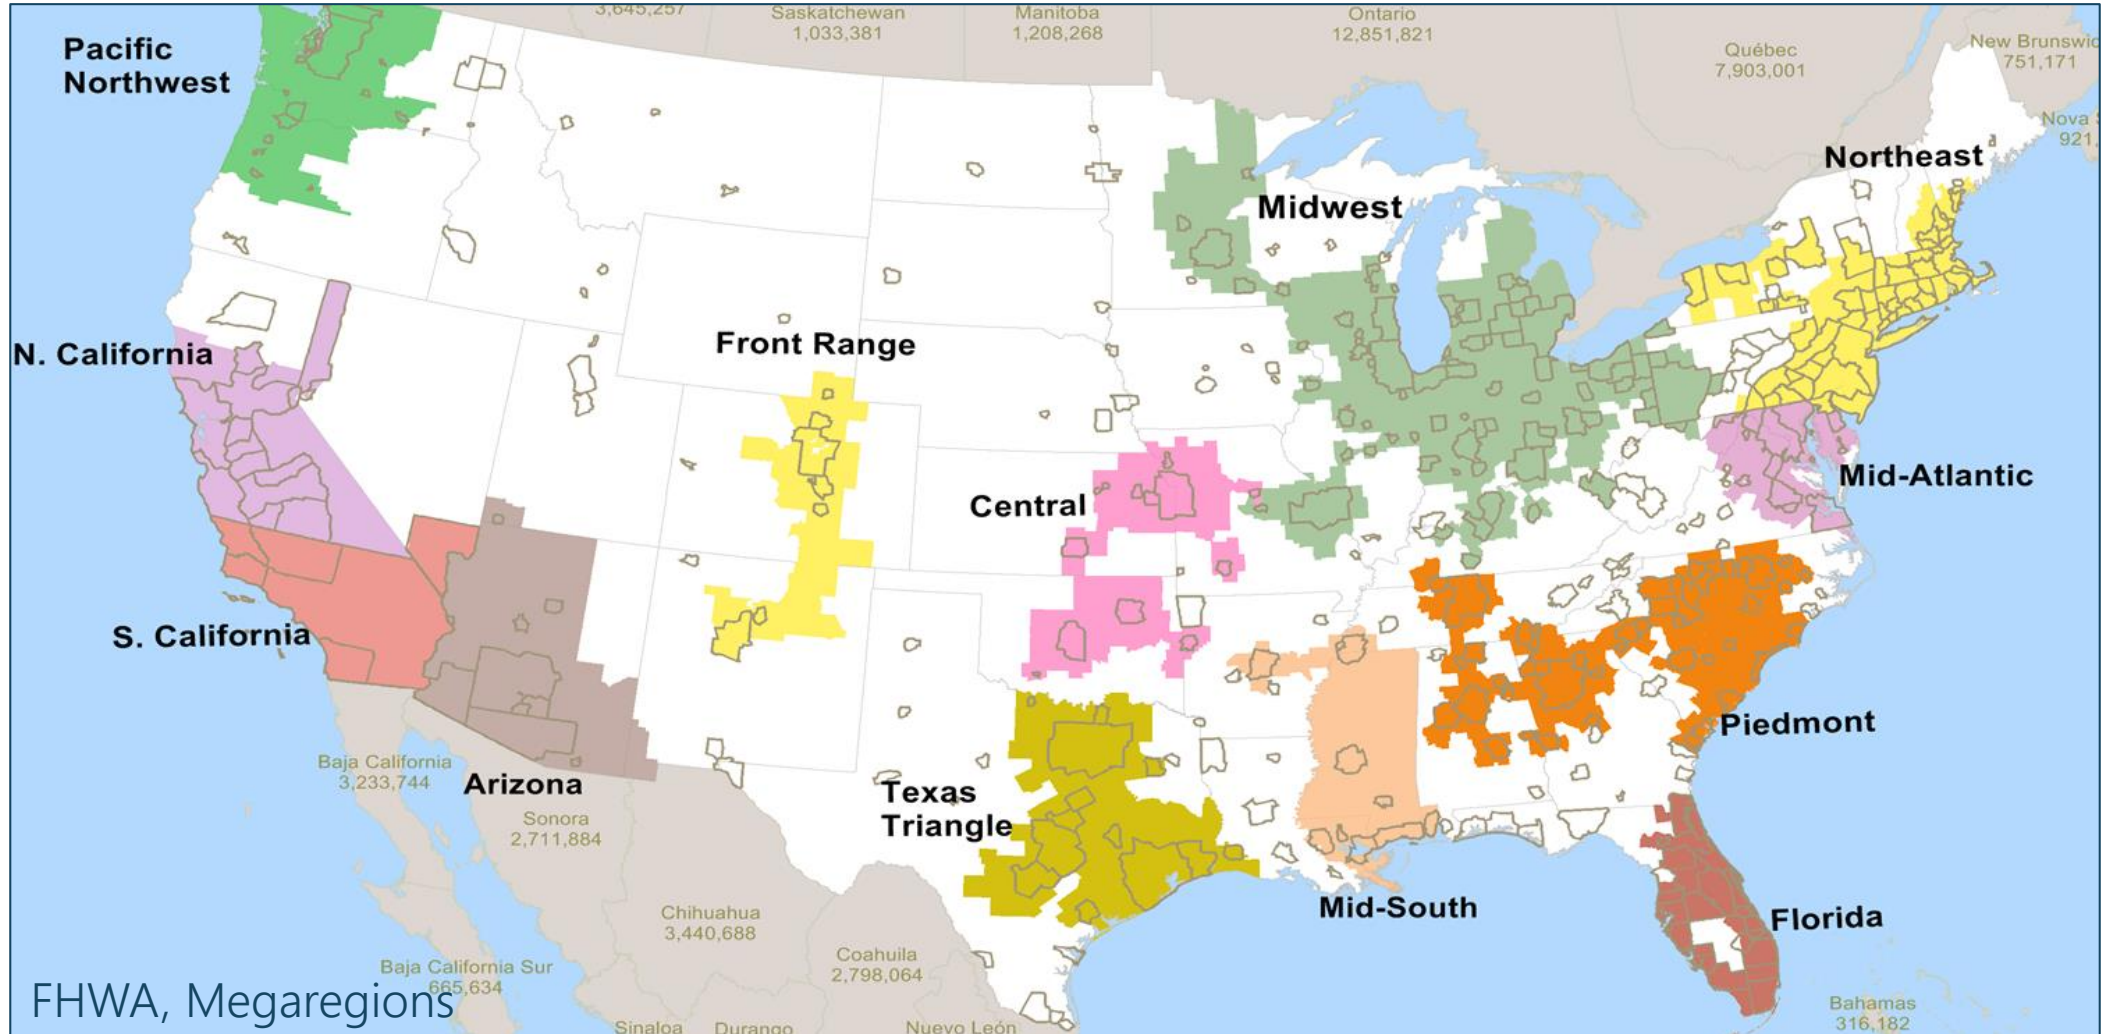 3,645,257
Saskatchewan
1,033,381
Manitoba
1,208,268
Ontario
12,851,821
Québec
7,903,001
New Brunswic
751,171
Nova
921,
Pacific
Northwest
Northeast
Midwest
N. California
Front Range
Mid-Atlantic
Central
S. California
Piedmont
Baja California
3,233,744
Arizona
Sonora
2,711,884
Texas
Triangle
Mid-South
Florida
Chihuahua
3,440,688
Coahuila
2,798,064
Baja California Sur
665,634
FHWA, Megaregions
Sinaloa
Durango
Nuevo León
Bahamas
316,182